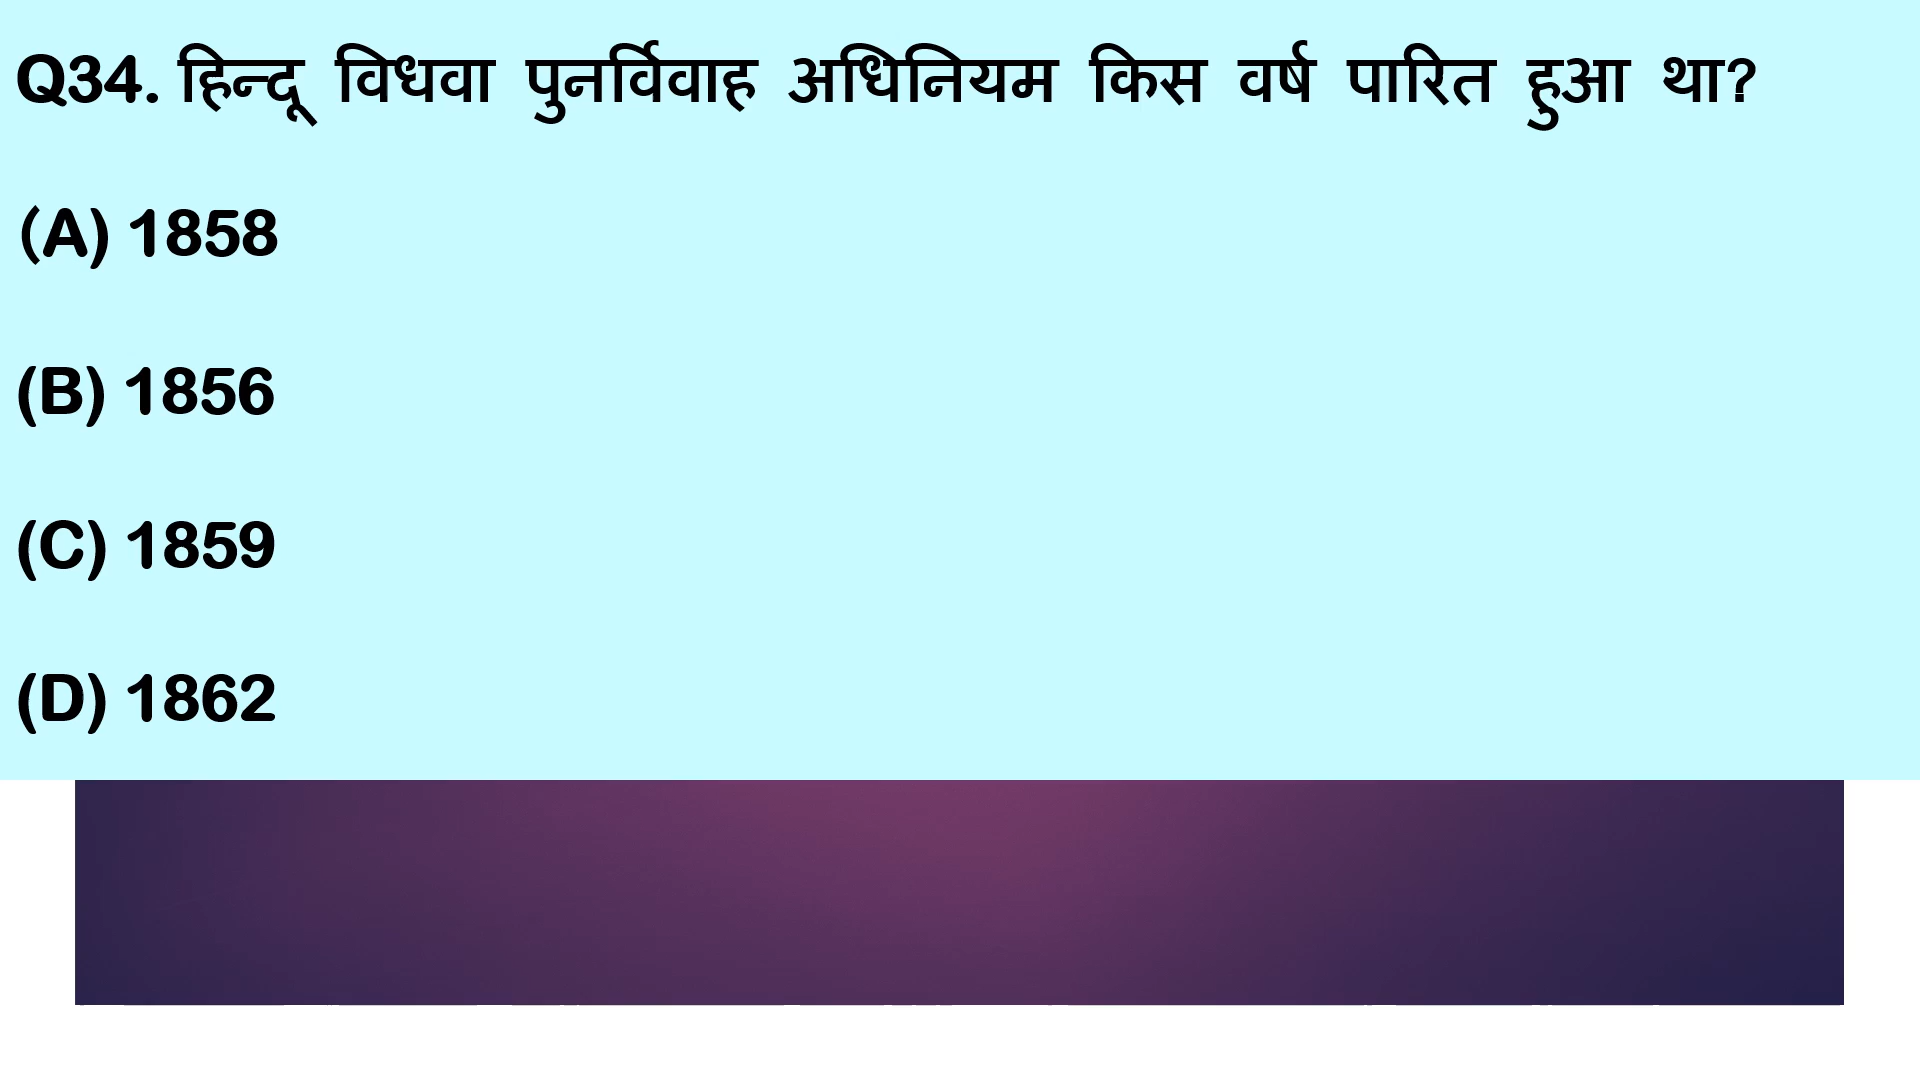 Q34. हिन्दू विधवा पुनर्विवाह अधिनियम किस वर्ष पारित हुआ था?
(A) 1858
(B) 1856
(C) 1859
(D) 1862